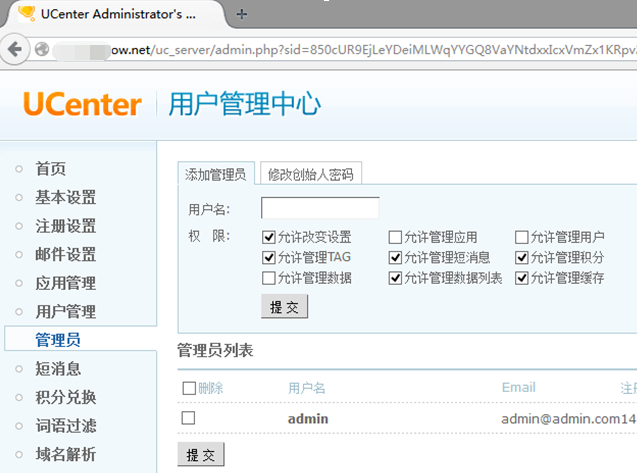 UCenter Administrator's ...
ow.net/uc_server/admin.php?sid=850cUR9EjLeYDeiMLWqYYGQ8VaYNtdxxIcxVmZx1KRpv
UCenter 用户管理中心
首页
基本设置
注册设置
邮件设置
应用管理
用户管理
管理员
短消息
积分兑换
词语过滤
域名解析
添加管理员 修改创始人密码
用户名:
权 限: 允许改变设置 允许管理应用 允许管理用户
允许管理TAG 允许管理短消息 允许管理积分
允许管理数据 允许管理数据列表 允许管理缓存
提 交
管理员列表
删除 用户名 Email
admin admin@admin.com14
提 交